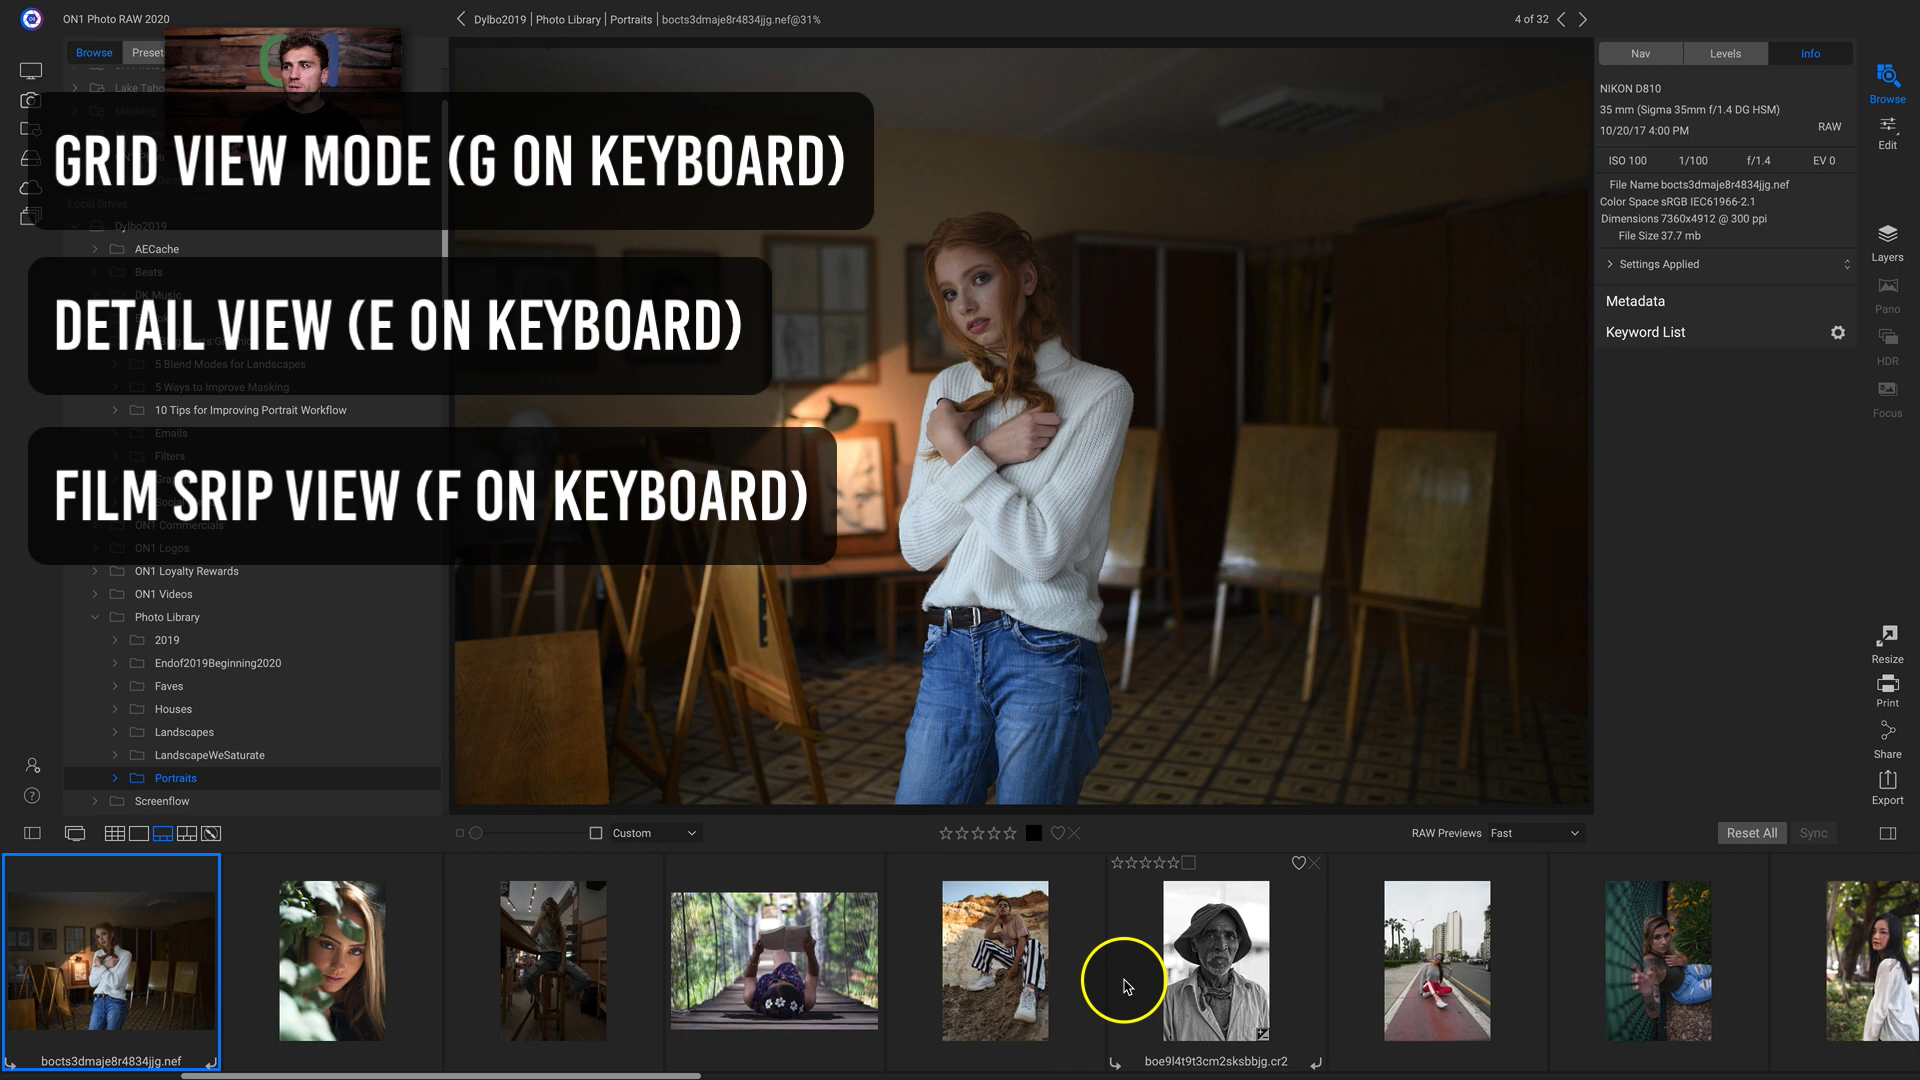 ON1 Photo RAW 2020
Dylbo2019 | Photo Library | Portraits | bocts3dmaje8r4834jjg.nef@31%
4 of 32
Browse
Preset
Lake Taho
Masking
GRID VIEW MODE (G ON KEYBOARD)
Local Drives
Dylbo2019
AECache
Beats
DK Music
DETAIL VIEW (E ON KEYBOARD)
5 Blend Modes for Landscapes
5 Ways to Improve Masking
10 Tips for Improving Portrait Workflow
Emails
Filters
FILM SRIP VIEW (F ON KEYBOARD)
ON1 Commercials
ON1 Logos
ON1 Loyalty Rewards
ON1 Videos
Photo Library
2019
Endof2019Beginning2020
Faves
Houses
Landscapes
LandscapeWeSaturate
Portraits
Screenflow
Nav
Levels
Info
NIKON D810
35 mm (Sigma 35mm f/1.4 DG HSM)
10/20/17 4:00 PM
RAW
ISO 100
1/100
f/1.4
EV 0
File Name bocts3dmaje8r4834jjg.nef
Color Space sRGB IEC61966-2.1
Dimensions 7360x4912 @ 300 ppi
File Size 37.7 mb
Settings Applied
Metadata
Keyword List
Browse
Edit
Layers
Pano
HDR
Focus
Resize
Print
Share
Export
Custom
RAW Previews
Fast
Reset All
Sync
bocts3dmaje8r4834jjg.nef
boe9l4t9t3cm2sksbbjg.cr2